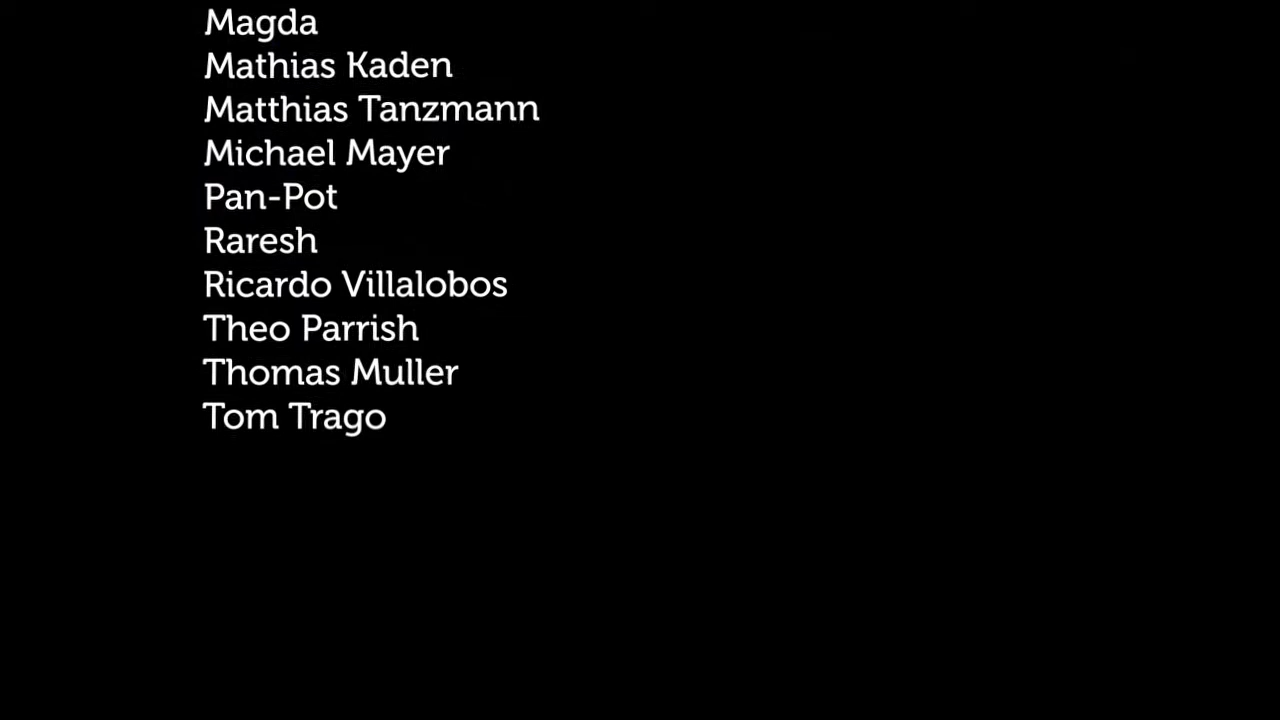 Magda
Mathias Kaden
Matthias Tanzmann
Michael Mayer
Pan-Pot
Raresh
Ricardo Villalobos
Theo Parrish
Thomas Muller
Tom Trago